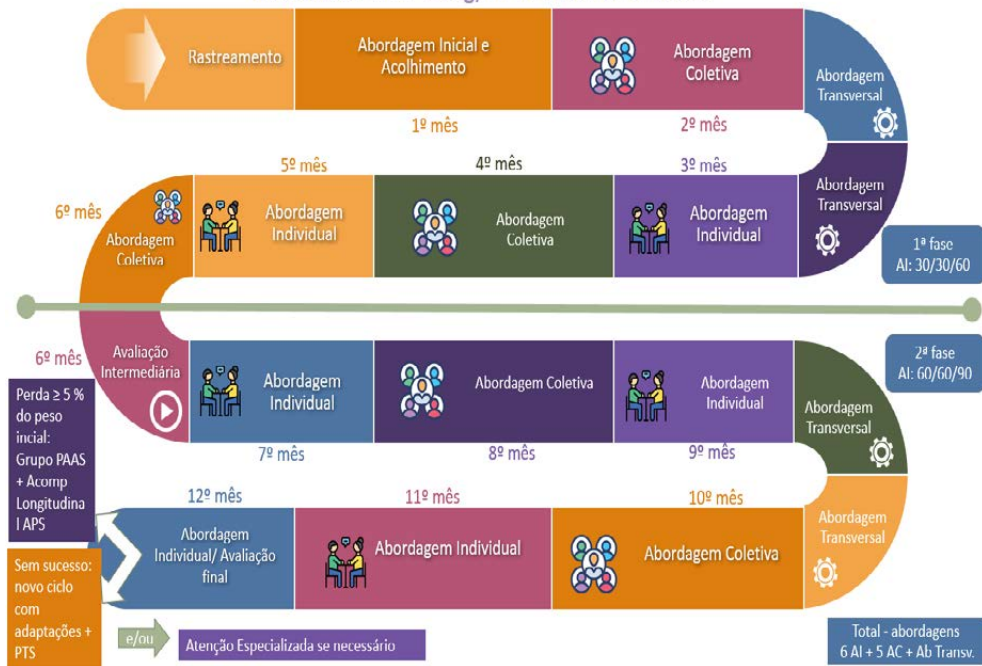 Rastreamento
Abordagem Inicial e
Acolhimento
Abordagem
Coletiva
Abordagem
Transversal
1º mês
2º mês
6º mês
5º mês
4º mês
3º mês
Abordagem
Coletiva
Abordagem
Individual
Abordagem
Coletiva
Abordagem
Individual
Abordagem
Transversal
1ª fase
AI: 30/30/60
6º mês
Avaliação
Intermediária
Abordagem
Individual
Abordagem Coletiva
Abordagem
Individual
Abordagem
Transversal
2ª fase
AI: 60/60/90
7º mês
8º mês
9º mês
Perda ≥ 5 %
do peso
incial:
Grupo PAAS
+ Acomp
Longitudina
l APS
12º mês
11º mês
10º mês
Abordagem
Individual/ Avaliação
final
Abordagem Individual
Abordagem Coletiva
Abordagem
Transversal
Sem sucesso:
novo ciclo
com
adaptações +
PTS
e/ou
Atenção Especializada se necessário
Total - abordagens
6 AI + 5 AC + Ab Transv.